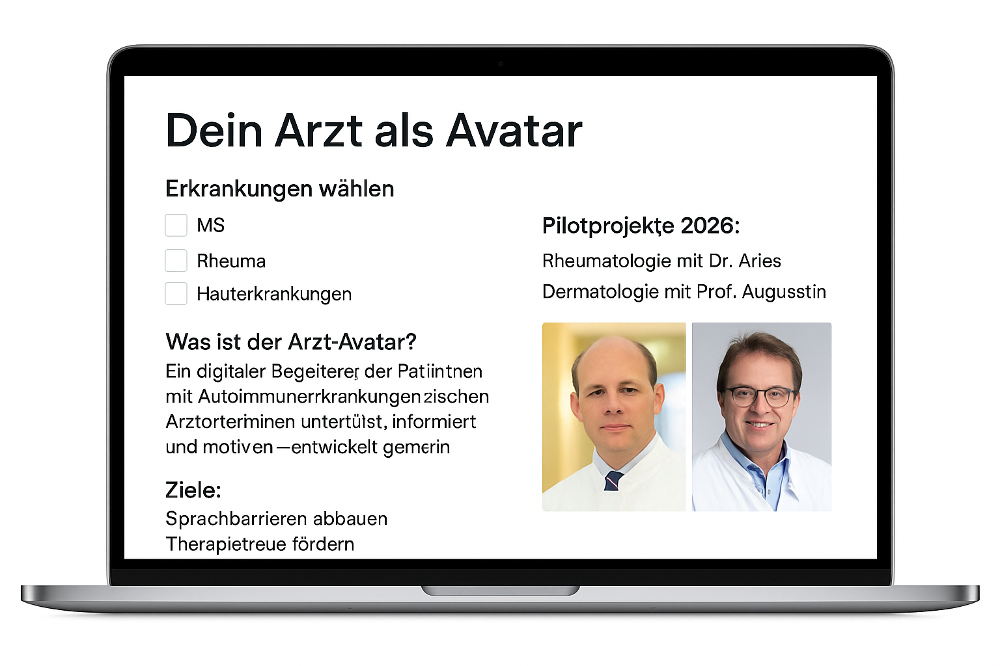 Dein Arzt als Avatar
Erkrankungen wählen
MS
Rheuma
Hauterkrankungen
Was ist der Arzt-Avatar?
Ein digitaler Begeiterer der Patiintnen
mit Autoimmunerrkrankungen zischen
Arztorteriminen untertüist, informiert
und motiven – entwickelt gemerin
Ziele:
Sprachbarrieren abbauen
Therapietreue fördern
Pilotprojekte 2026:
Rheumatologie mit Dr. Aries
Dermatologie mit Prof. Augusstin